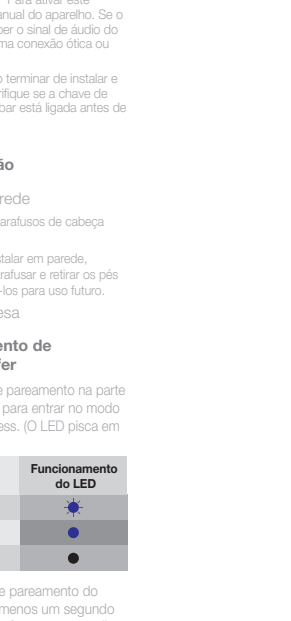 Para ativar este
anual do aparelho. Se o
ber o sinal de áudio do
ma conexão ótica ou
o terminar de instalar e
rifique se a chave de
bar está ligada antes de
ão
rede
arafusos de cabeça
stalar em parede,
rafusar e retirar os pés
-los para uso futuro.
esa
ento de
fer
e pareamento na parte
para entrar no modo
ess. (O LED pisca em
Funcionamento
do LED
e pareamento do
menos um segundo